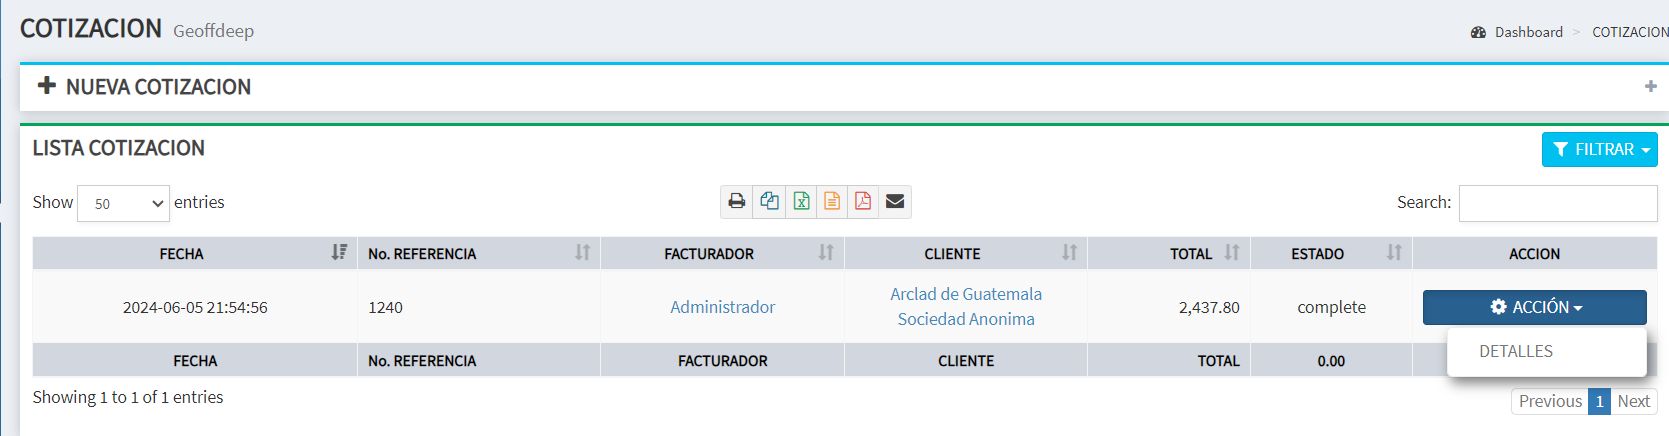 COTIZACION Geoffdeep
Dashboard > COTIZACION
NUEVA COTIZACION
LISTA COTIZACION
FILTRAR
Show 50 entries
Search:
FECHA No. REFERENCIA FACTURADOR CLIENTE TOTAL ESTADO ACCION
2024-06-05 21:54:56 1240 Administrador Arclad de Guatemala
Sociedad Anonima 2,437.80 complete ACCIÓN
DETALLES
FECHA No. REFERENCIA FACTURADOR CLIENTE TOTAL 0.00
Showing 1 to 1 of 1 entries
Previous 1 Next